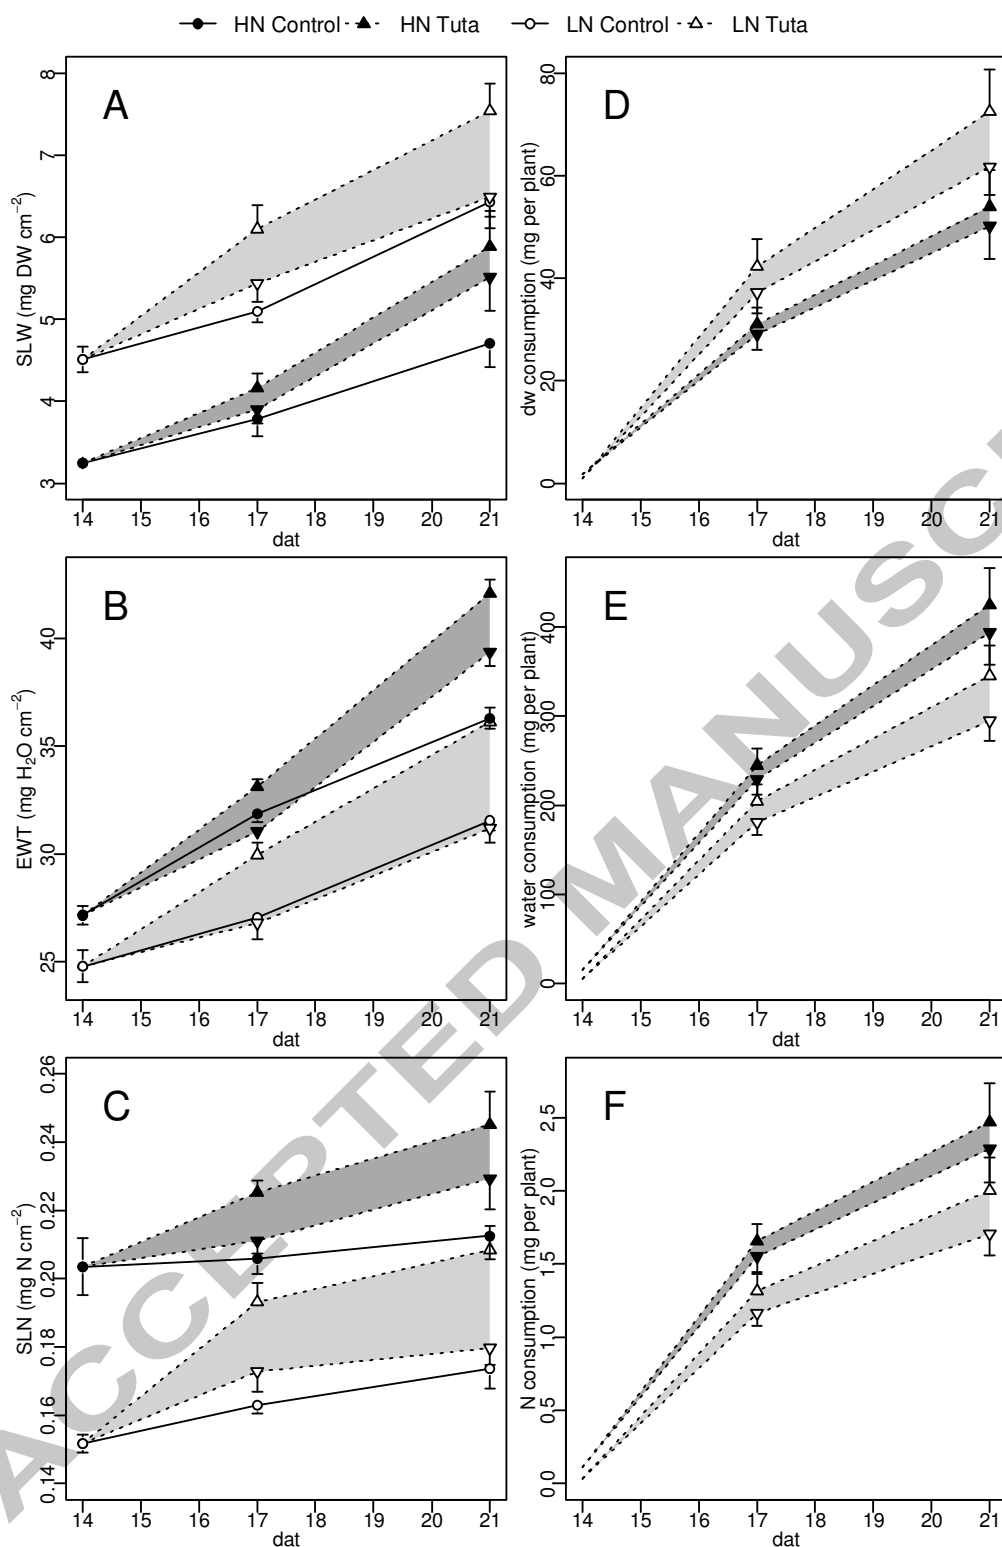 HN Control HN Tuta LN Control LN Tuta
A
SLW (mg DW cm−2)
3 4 5 6 7 8
14 15 16 17 18 19 20 21
dat
D
dw consumption (mg per plant)
0 20 40 60 80
14 15 16 17 18 19 20 21
dat
B
EWT (mg H2O cm−2)
25 30 35 40
14 15 16 17 18 19 20 21
dat
E
water consumption (mg per plant)
0 100 200 300 400
14 15 16 17 18 19 20 21
dat
C
SLN (mg N cm−2)
0.14 0.16 0.18 0.20 0.22 0.24 0.26
14 15 16 17 18 19 20 21
dat
F
N consumption (mg per plant)
0.0 0.5 1.0 1.5 2.0 2.5
14 15 16 17 18 19 20 21
dat
ACCEPTED MANUSC